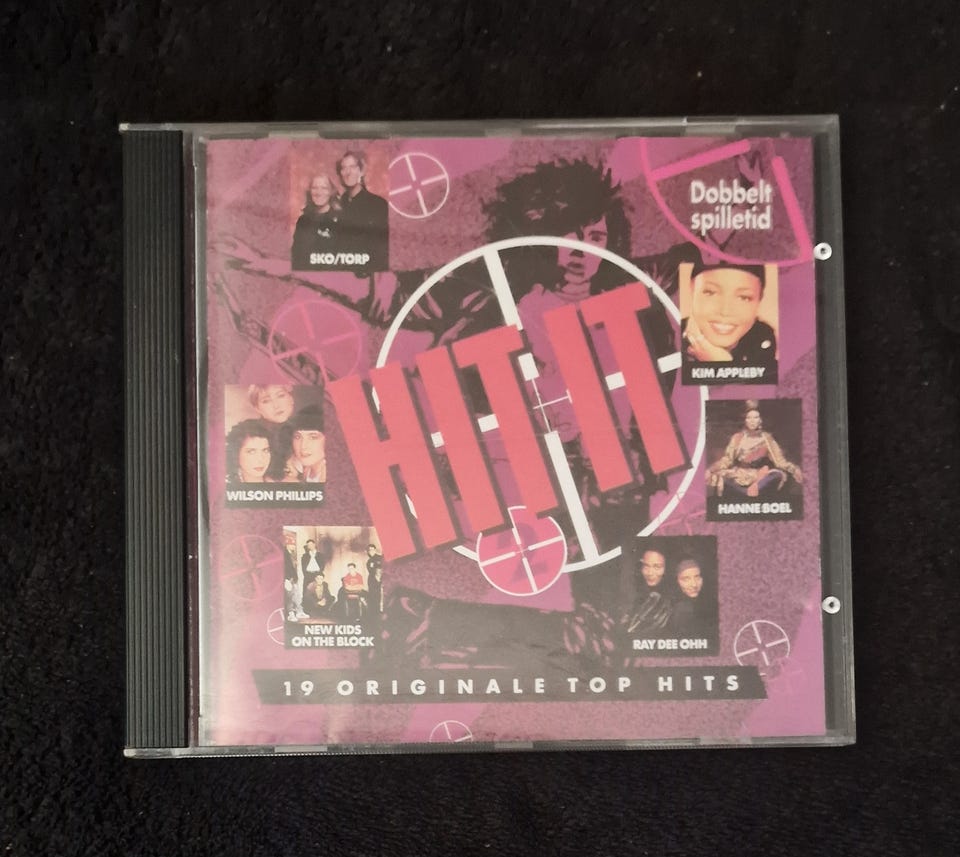 Dobbelt
spilletid
SKO/TORP
HIT IT
KIM APPLEBY
WILSON PHILLIPS
HANNE BOEL
NEW KIDS
ON THE BLOCK
RAY DEE OHH
19 ORIGINALE TOP HITS